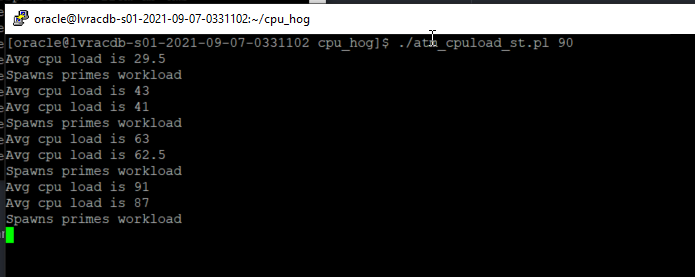 oracle@lvracdb-s01-2021-09-07-0331102:~/cpu_hog
[oracle@lvracdb-s01-2021-09-07-0331102 cpu_hog]$ 90
Avg cpu load is 29.5
Spawns primes workload
Avg cpu load is 43
Avg cpu load is 41
Spawns primes workload
Avg cpu load is 63
Avg cpu load is 62.5
Spawns primes workload
Avg cpu load is 91
Avg cpu load is 87
Spawns primes workload